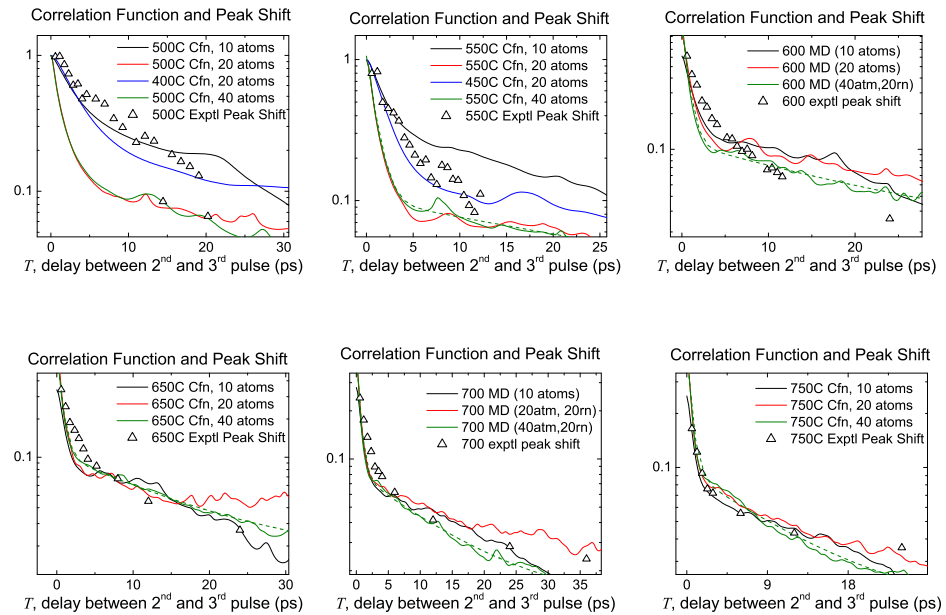 Correlation Function and Peak Shift
500C Cfn, 10 atoms
500C Cfn, 20 atoms
400C Cfn, 20 atoms
500C Cfn, 40 atoms
500C Exptl Peak Shift
1
0.1
0 10 20 30
T, delay between 2nd and 3rd pulse (ps)
Correlation Function and Peak Shift
550C Cfn, 10 atoms
550C Cfn, 20 atoms
450C Cfn, 20 atoms
550C Cfn, 40 atoms
550C Exptl Peak Shift
1
0.1
0 5 10 15 20 25
T, delay between 2nd and 3rd pulse (ps)
Correlation Function and Peak Shift
600 MD (10 atoms)
600 MD (20 atoms)
600 MD (40atm,20rn)
600 exptl peak shift
0.1
0 10 20
T, delay between 2nd and 3rd pulse (ps)
Correlation Function and Peak Shift
650C Cfn, 10 atoms
650C Cfn, 20 atoms
650C Cfn, 40 atoms
650C Exptl Peak Shift
0.1
0 10 20 30
T, delay between 2nd and 3rd pulse (ps)
Correlation Function and Peak Shift
700 MD (10 atoms)
700 MD (20atm, 20rn)
700 MD (40atm,20rn)
700 exptl peak shift
0.1
0 5 10 15 20 25 30 35
T, delay between 2nd and 3rd pulse (ps)
Correlation Function and Peak Shift
750C Cfn, 10 atoms
750C Cfn, 20 atoms
750C Cfn, 40 atoms
750C Exptl Peak Shift
0.1
0 9 18
T, delay between 2nd and 3rd pulse (ps)